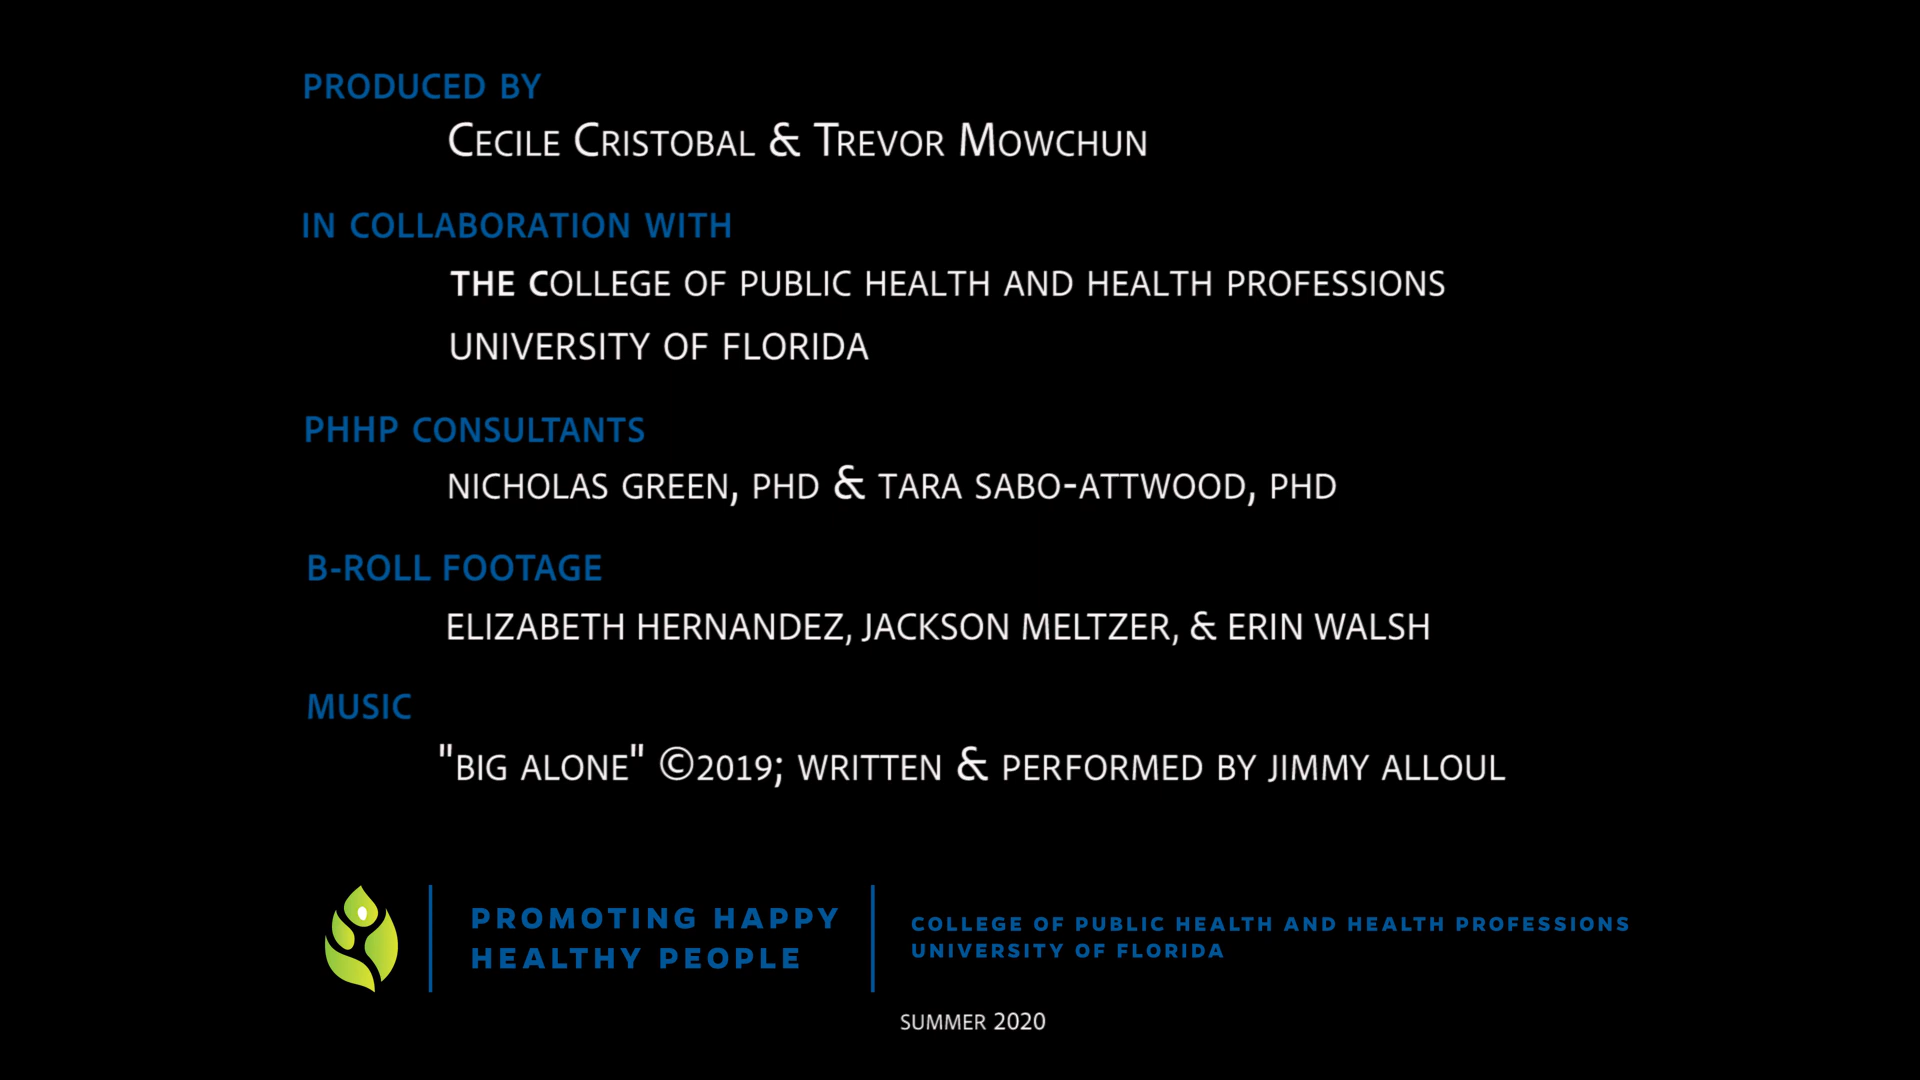 PRODUCED BY
CECILE CRISTOBAL & TREVOR MOWCHUN
IN COLLABORATION WITH
THE COLLEGE OF PUBLIC HEALTH AND HEALTH PROFESSIONS
UNIVERSITY OF FLORIDA
PHHP CONSULTANTS
NICHOLAS GREEN, PHD & TARA SABO-ATTWOOD, PHD
B-ROLL FOOTAGE
ELIZABETH HERNANDEZ, JACKSON MELTZER, & ERIN WALSH
MUSIC
"BIG ALONE" ©2019; WRITTEN & PERFORMED BY JIMMY ALLOUL
PROMOTING HAPPY
HEALTHY PEOPLE
COLLEGE OF PUBLIC HEALTH AND HEALTH PROFESSIONS
UNIVERSITY OF FLORIDA
SUMMER 2020